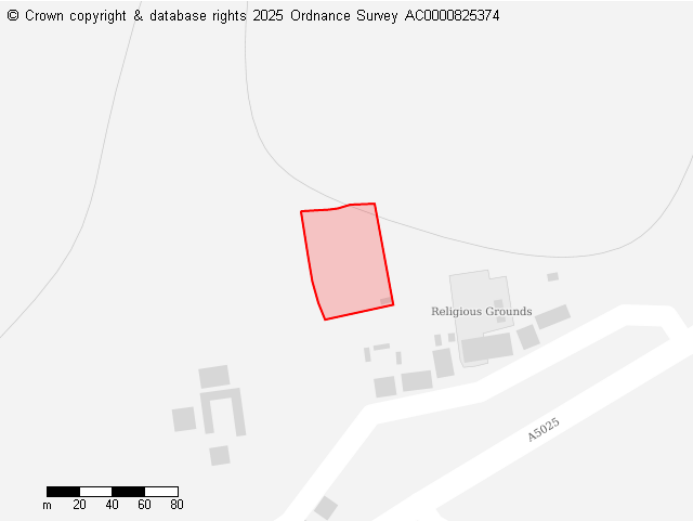 © Crown copyright & database rights 2025 Ordnance Survey AC0000825374
Religious Grounds
A5025
m 20 40 60 80